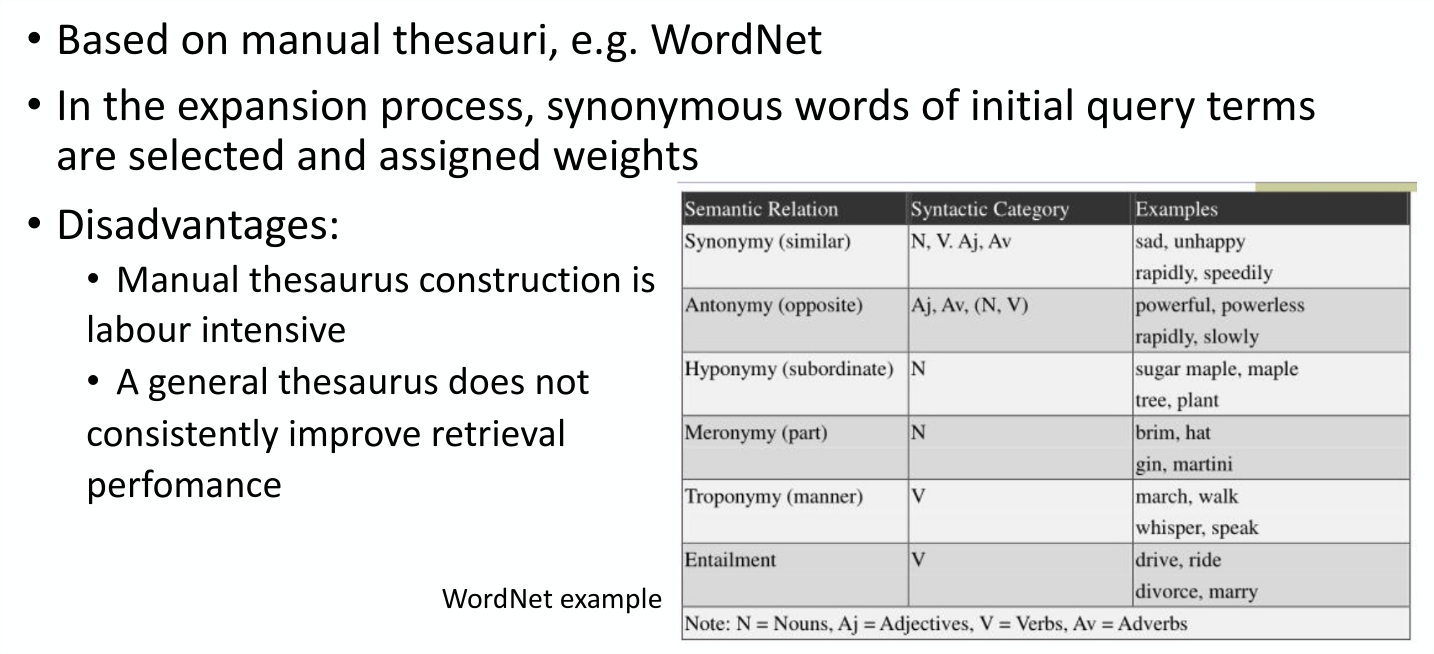 • Based on manual thesauri, e.g. WordNet
• In the expansion process, synonymous words of initial query terms
are selected and assigned weights
• Disadvantages:
• Manual thesaurus construction is
labour intensive
• A general thesaurus does not
consistently improve retrieval
perfomance
WordNet example
Semantic Relation Syntactic Category Examples
Synonymy (similar) N, V. Aj, Av sad, unhappy
rapidly, speedily
Antonymy (opposite) Aj, Av, (N, V) powerful, powerless
rapidly, slowly
Hyponymy (subordinate) N sugar maple, maple
tree, plant
Meronymy (part) N brim, hat
gin, martini
Troponymy (manner) V march, walk
whisper, speak
Entailment V drive, ride
divorce, marry
Note: N = Nouns, Aj = Adjectives, V = Verbs, Av = Adverbs